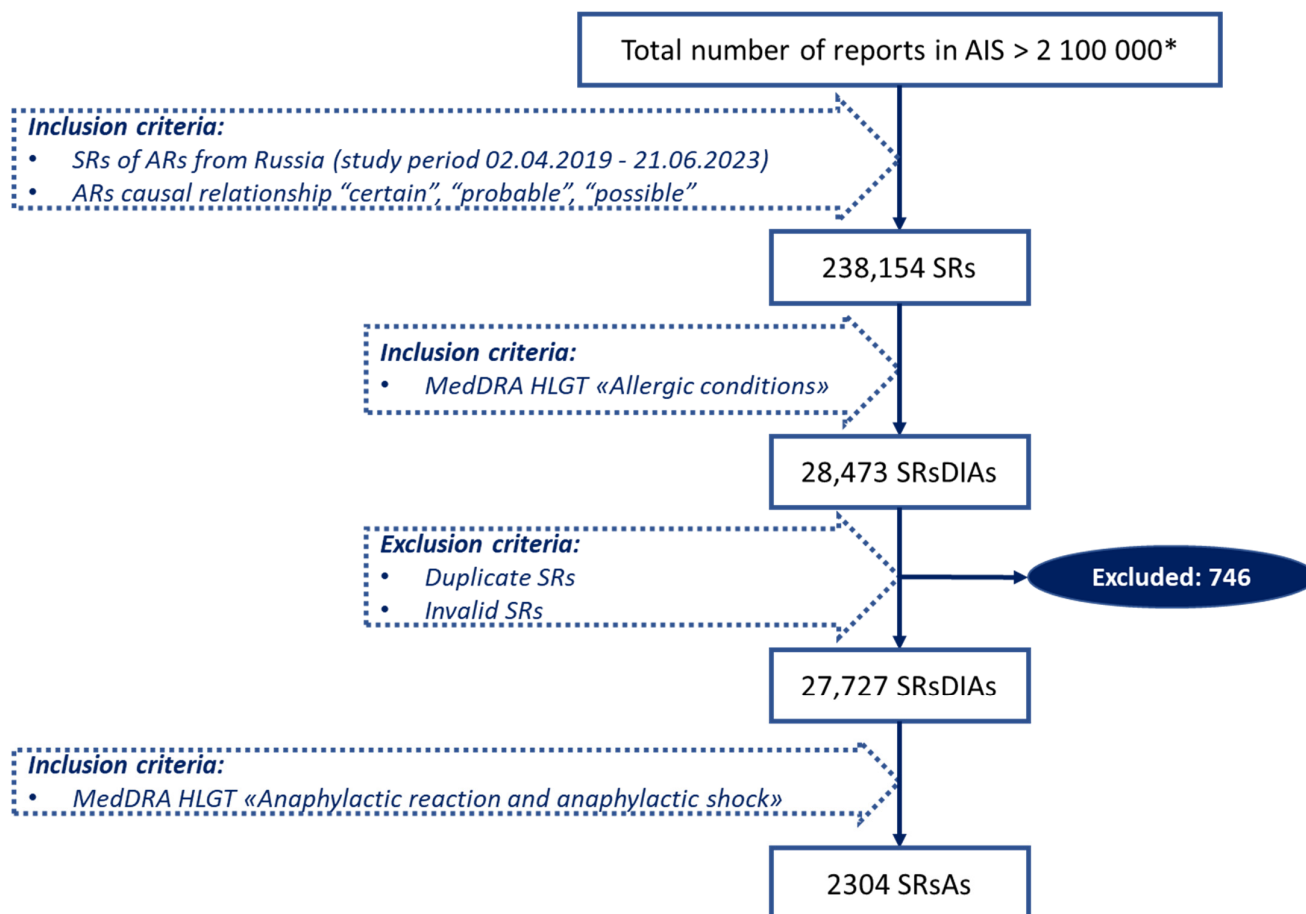 Total number of reports in AIS > 2 100 000*
Inclusion criteria:
• SRs of ARs from Russia (study period 02.04.2019 - 21.06.2023)
• ARs causal relationship “certain”, “probable”, “possible”
238,154 SRs
Inclusion criteria:
• MedDRA HLGT «Allergic conditions»
28,473 SRsDIAs
Exclusion criteria:
• Duplicate SRs
• Invalid SRs
Excluded: 746
27,727 SRsDIAs
Inclusion criteria:
• MedDRA HLGT «Anaphylactic reaction and anaphylactic shock»
2304 SRsAs